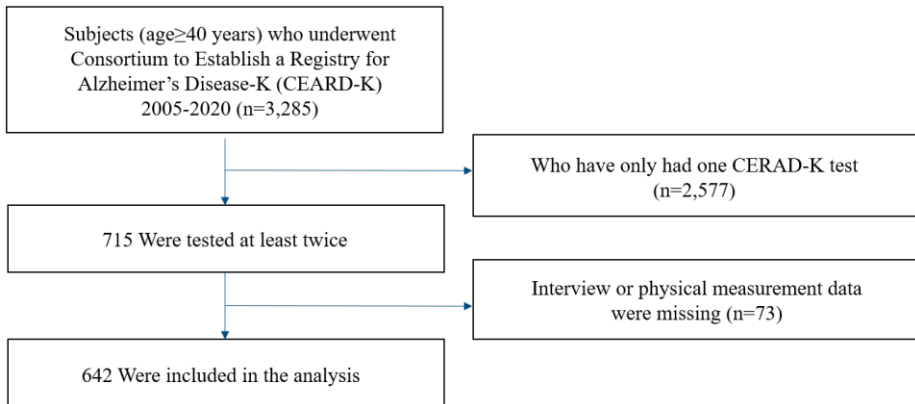 Subjects (age≥40 years) who underwent
Consortium to Establish a Registry for
Alzheimer’s Disease-K (CEARD-K)
2005-2020 (n=3,285)
Who have only had one CERAD-K test
(n=2,577)
715 Were tested at least twice
Interview or physical measurement data
were missing (n=73)
642 Were included in the analysis